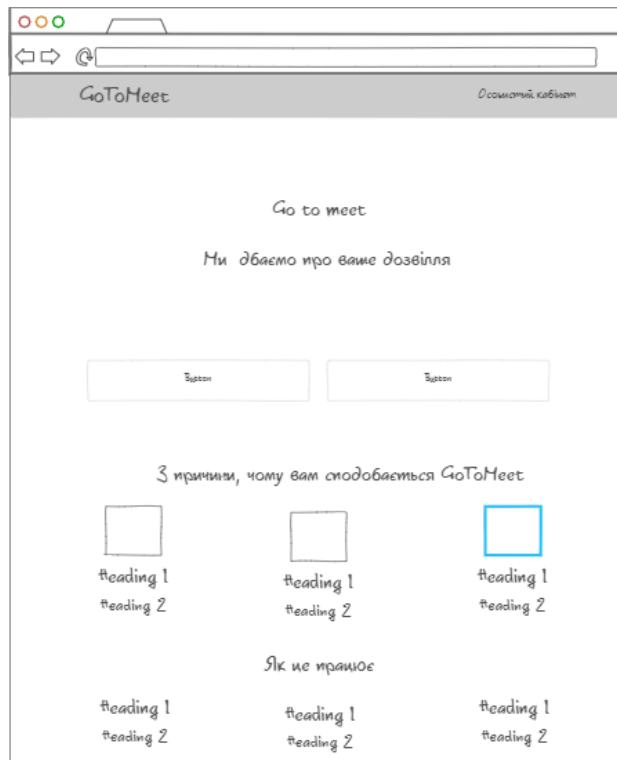 GoToMeet Особистий кабінет
Go to meet
Ми дбаємо про ваше дозвілля
Button Button
3 причини, чому вам сподобається GoToMeet
Heading 1 Heading 1 Heading 1
Heading 2 Heading 2 Heading 2
Як це працює
Heading 1 Heading 1 Heading 1
Heading 2 Heading 2 Heading 2